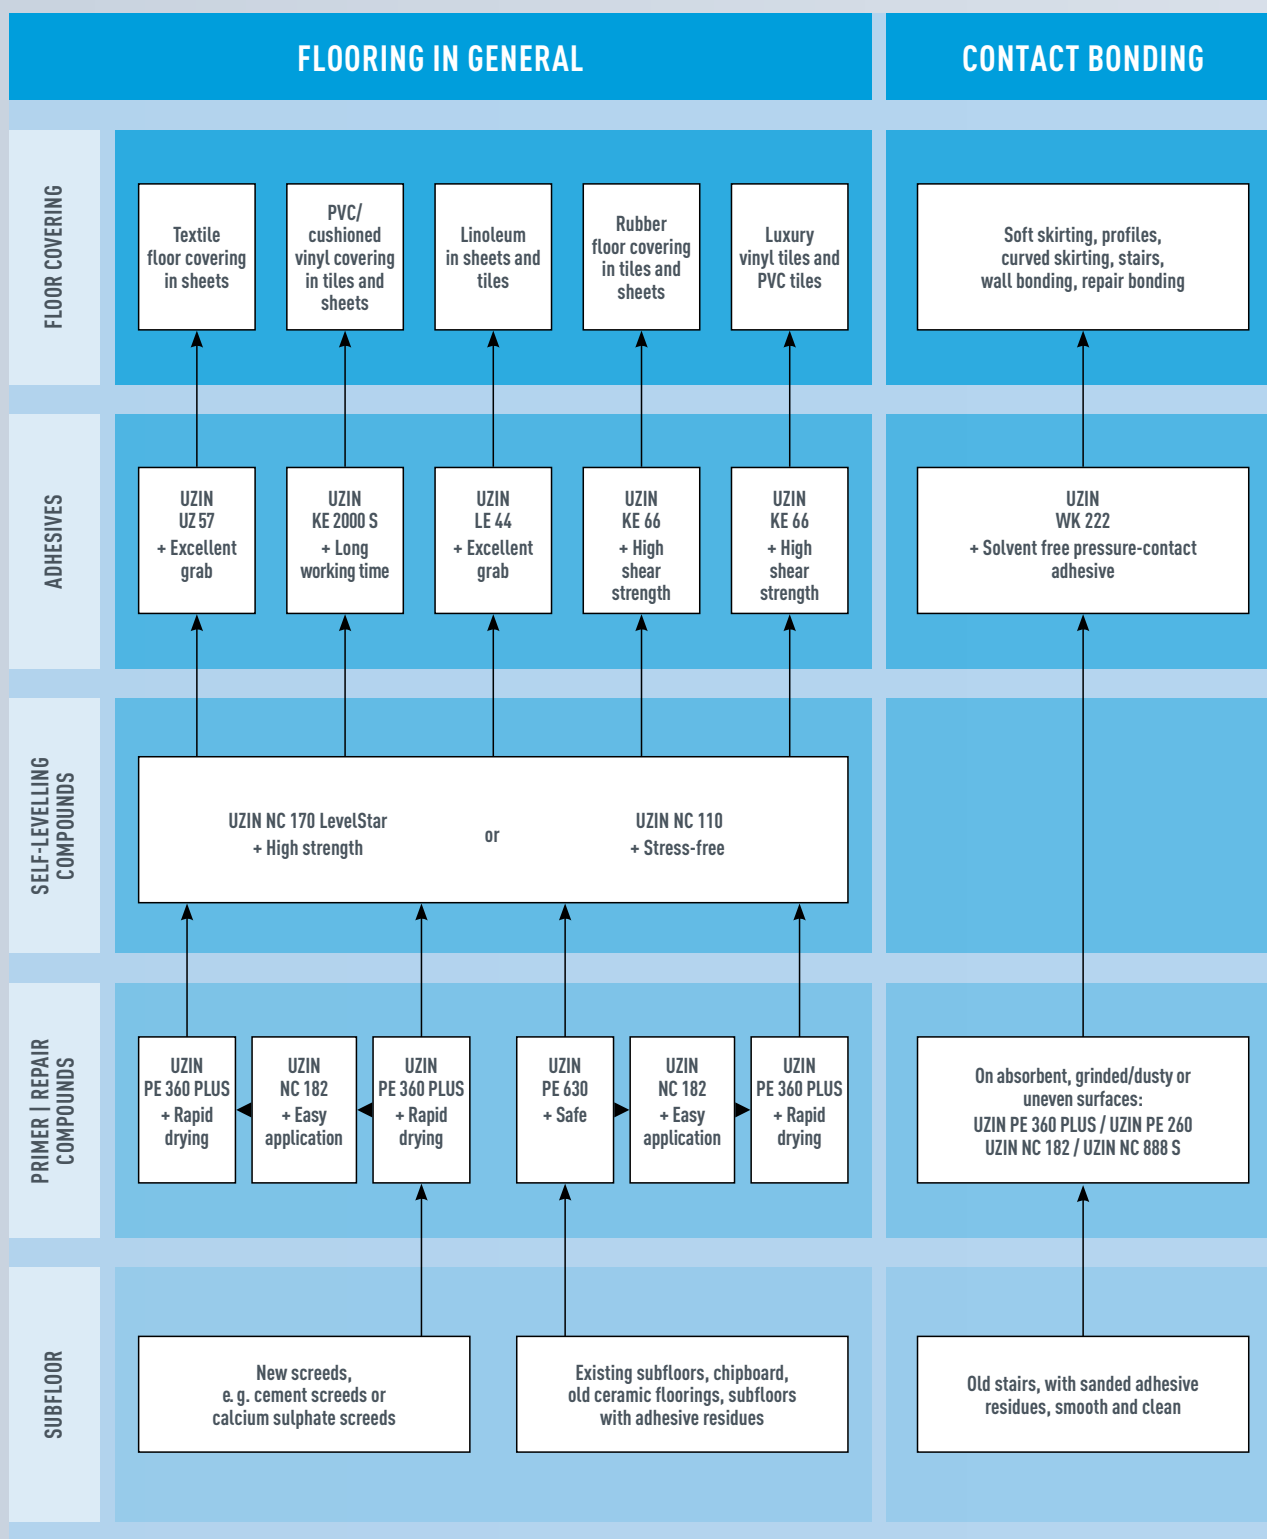 FLOORING IN GENERAL
CONTACT BONDING
FLOOR COVERING
Textile
floor covering
in sheets
PVC/
cushioned
vinyl covering
in tiles and
sheets
Linoleum
in sheets and
tiles
Rubber
floor covering
in tiles and
sheets
Luxury
vinyl tiles and
PVC tiles
Soft skirting, profiles,
curved skirting, stairs,
wall bonding, repair bonding
ADHESIVES
UZIN
UZ 57
+ Excellent
grab
UZIN
KE 2000 S
+ Long
working time
UZIN
LE 44
+ Excellent
grab
UZIN
KE 66
+ High
shear
strength
UZIN
KE 66
+ High
shear
strength
UZIN
WK 222
+ Solvent free pressure-contact
adhesive
SELF-LEVELLING
COMPOUNDS
UZIN NC 170 LevelStar
+ High strength
or
UZIN NC 110
+ Stress-free
PRIMER | REPAIR
COMPOUNDS
UZIN
PE 360 PLUS
+ Rapid
drying
UZIN
NC 182
+ Easy
application
UZIN
PE 360 PLUS
+ Rapid
drying
UZIN
PE 630
+ Safe
UZIN
NC 182
+ Easy
application
UZIN
PE 360 PLUS
+ Rapid
drying
On absorbent, grinded/dusty or
uneven surfaces:
UZIN PE 360 PLUS / UZIN PE 260
UZIN NC 182 / UZIN NC 888 S
SUBFLOOR
New screeds,
e. g. cement screeds or
calcium sulphate screeds
Existing subfloors, chipboard,
old ceramic floorings, subfloors
with adhesive residues
Old stairs, with sanded adhesive
residues, smooth and clean